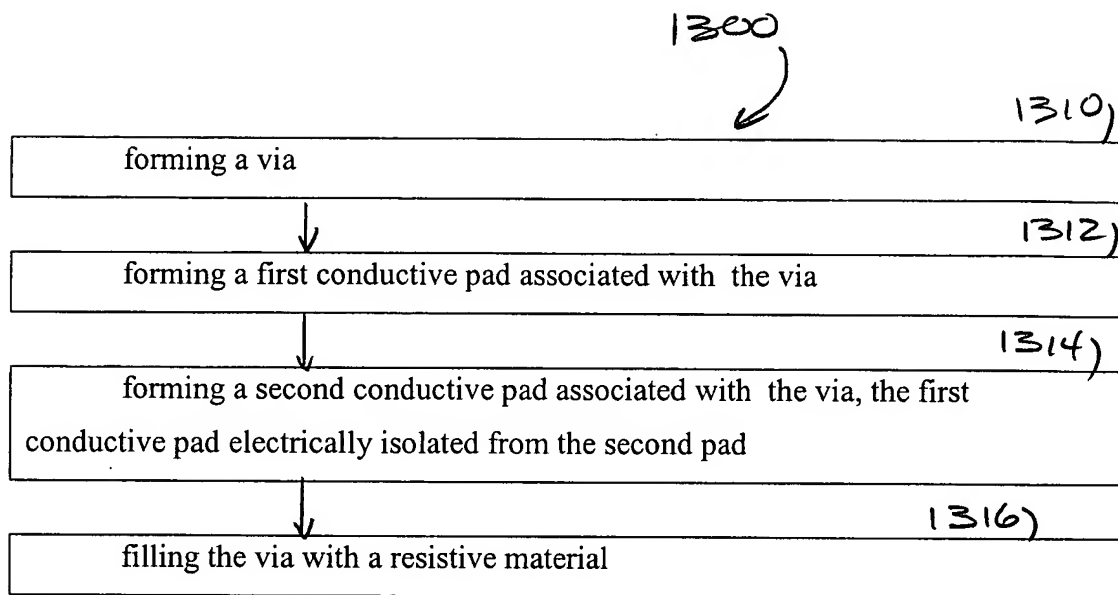 1300
1310
forming a via
1312
forming a first conductive pad associated with the via
1314
forming a second conductive pad associated with the via, the first
conductive pad electrically isolated from the second pad
1316
filling the via with a resistive material